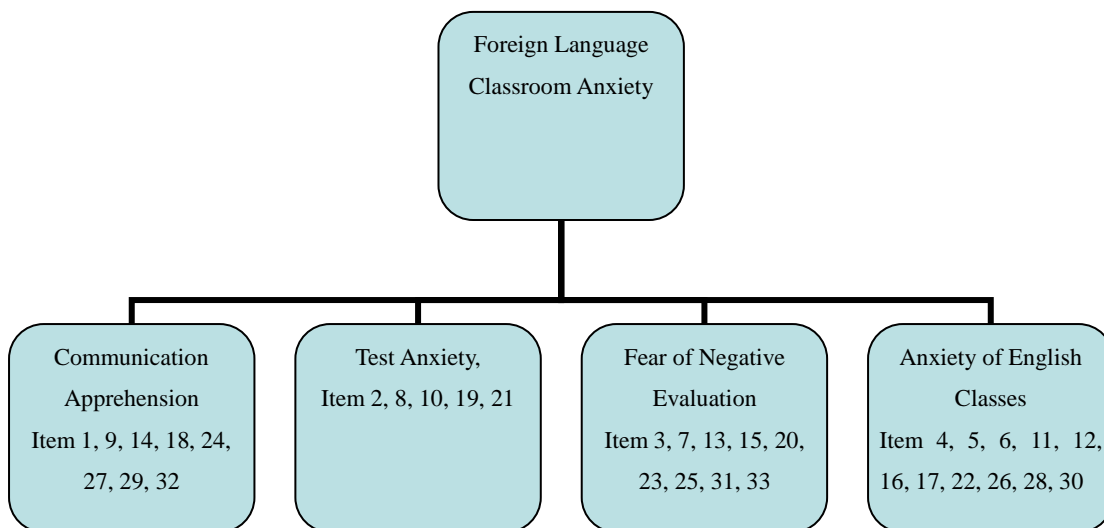 Foreign Language
Classroom Anxiety
Communication
Apprehension
Item 1, 9, 14, 18, 24,
27, 29, 32
Test Anxiety,
Item 2, 8, 10, 19, 21
Fear of Negative
Evaluation
Item 3, 7, 13, 15, 20,
23, 25, 31, 33
Anxiety of English
Classes
Item 4, 5, 6, 11, 12,
16, 17, 22, 26, 28, 30